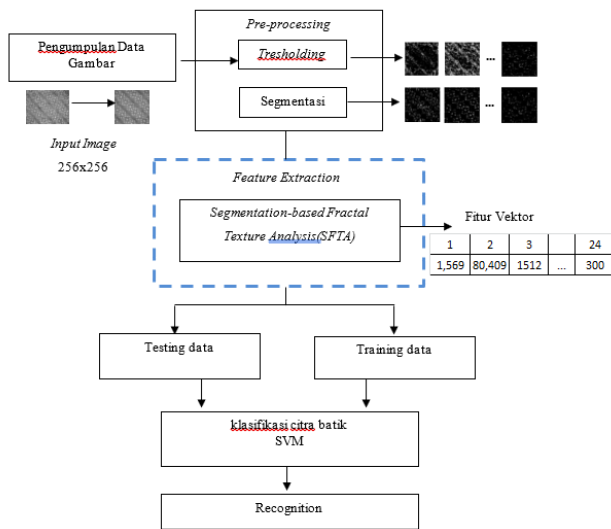 Pre-processing
Pengumpulan Data
Gambar
Tresholding
...
Segmentasi
...
Input Image
256x256
Feature Extraction
Segmentation-based Fractal
Texture Analysis(SFTA)
Fitur Vektor
1 2 3 24
1,569 80,409 1512 ... 300
Testing data
Training data
klasifikasi citra batik
SVM
Recognition